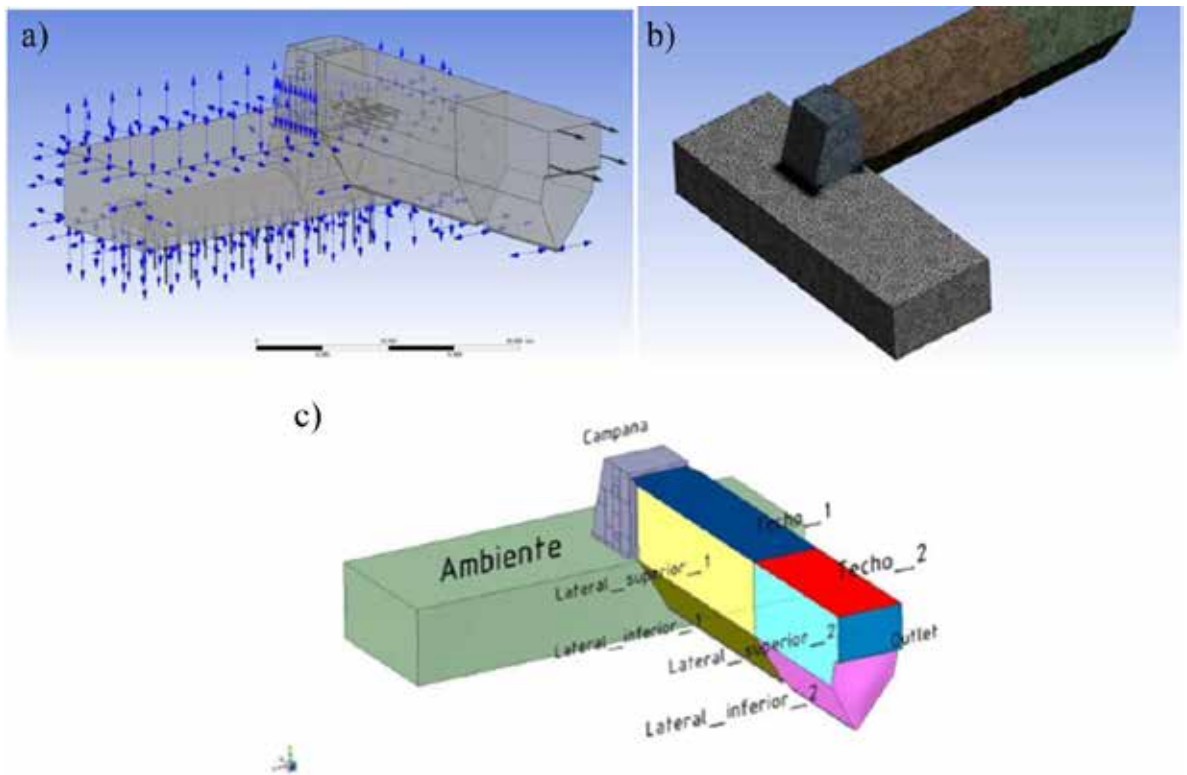 a)
b)
c)
Campana
Ambiente
Techo_1
Techo_2
Lateral_superior_1
Lateral_inferior_1
Lateral_superior_2
Outlet
Lateral_inferior_2